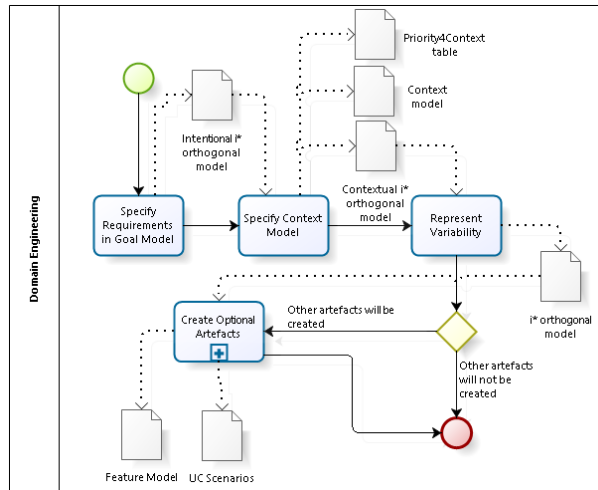 Domain Engineering
Priority4Context
table
Context
model
Intentional i*
orthogonal
model
Contextual i*
orthogonal
model
Specify
Requirements
in Goal Model
Specify Context
Model
Represent
Variability
i* orthogonal
model
Create Optional
Artefacts
Other artefacts will be
created
Other artefacts
will not be
created
Feature Model
UC Scenarios